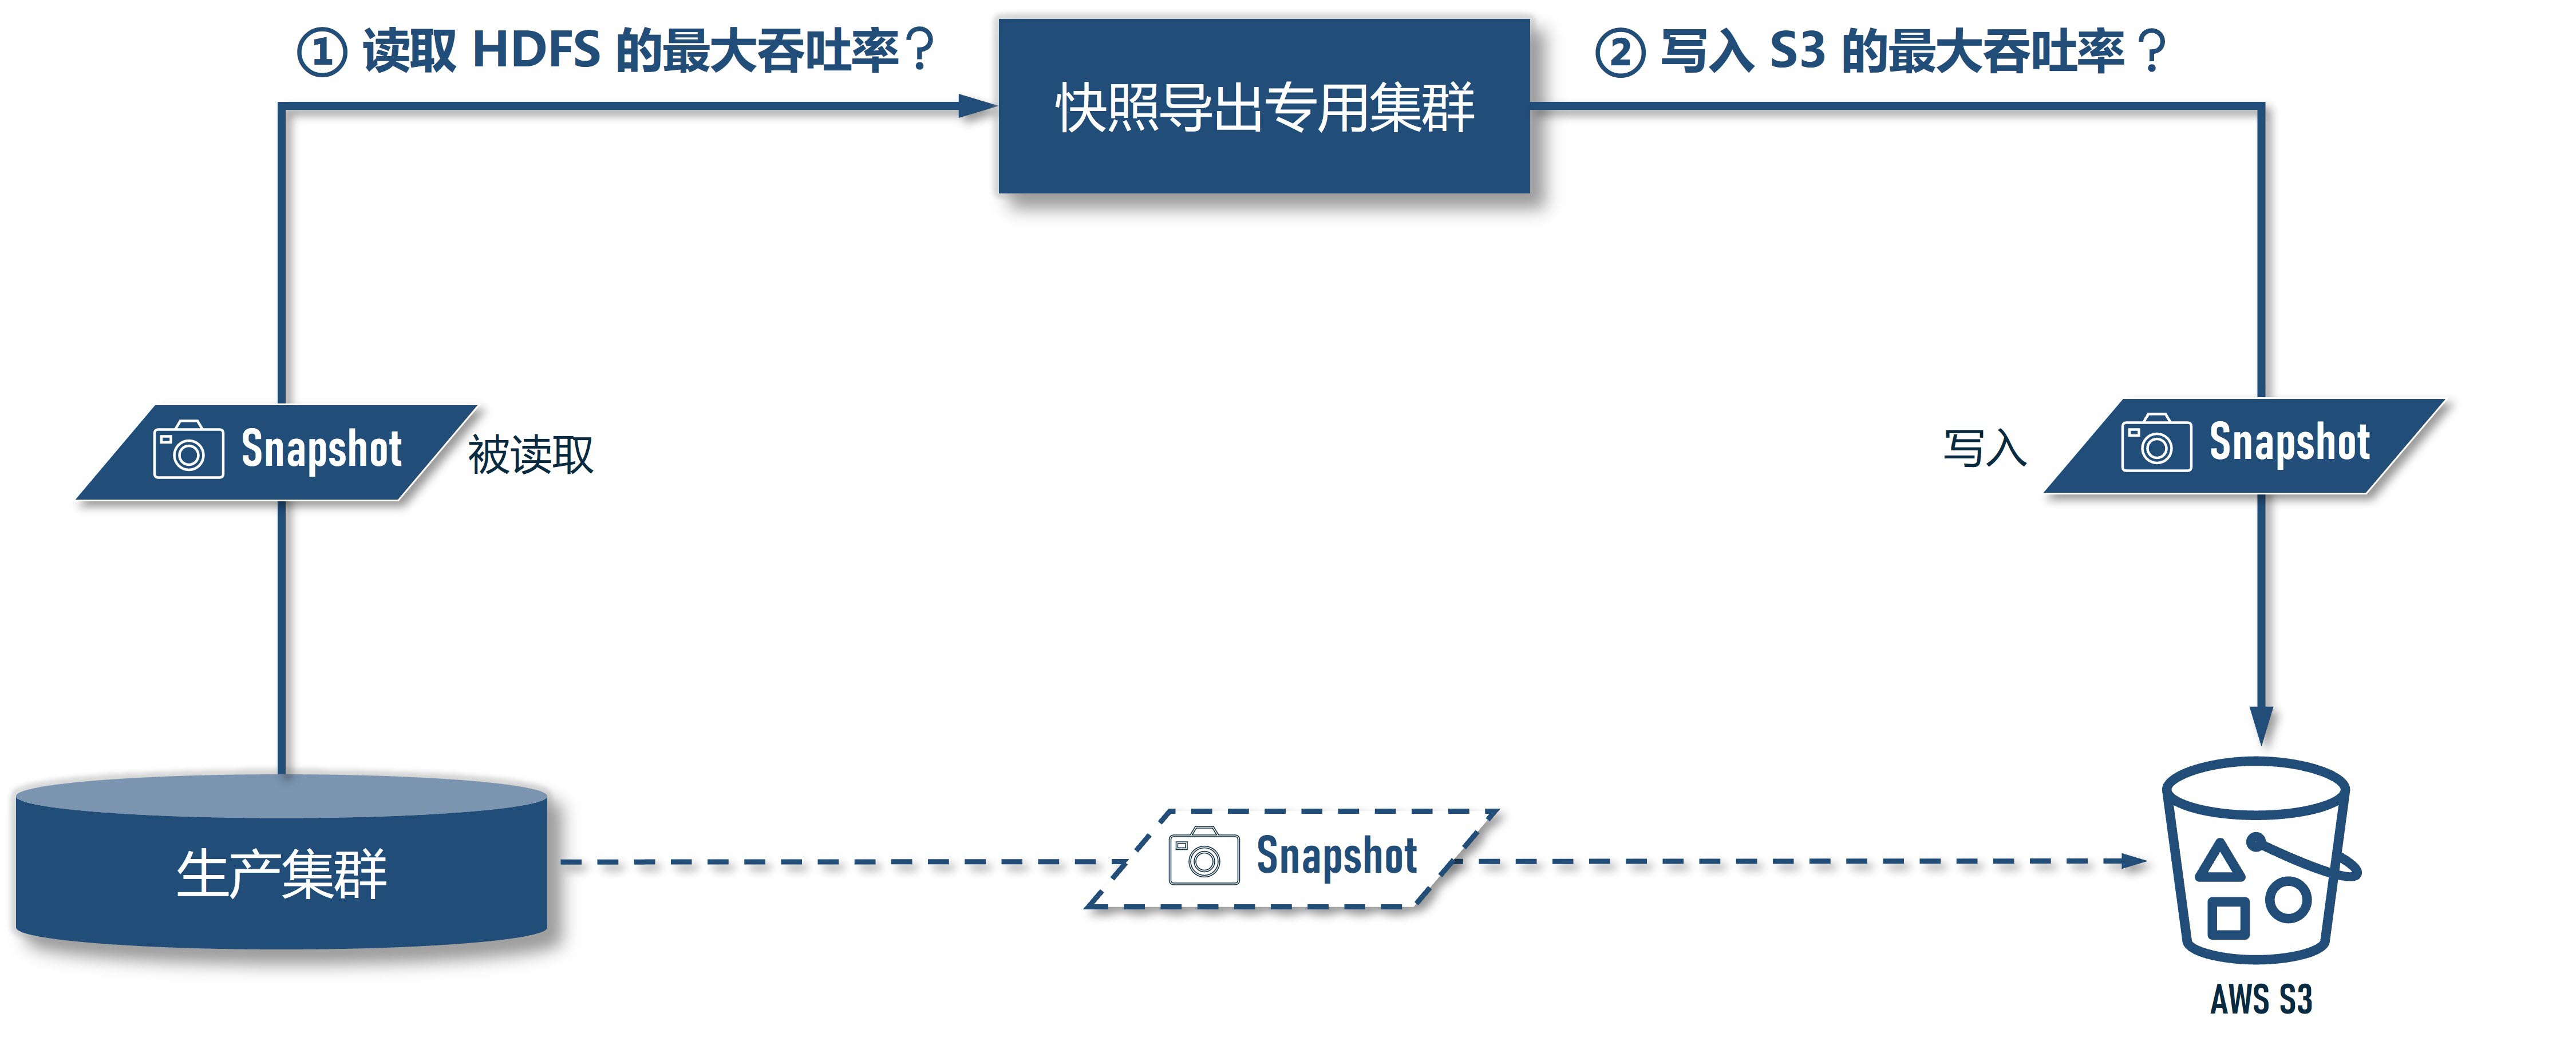 ① 读取 HDFS 的最大吞吐率？
快照导出专用集群
② 写入 S3 的最大吞吐率？
Snapshot
被读取
写入
Snapshot
生产集群
Snapshot
AWS S3